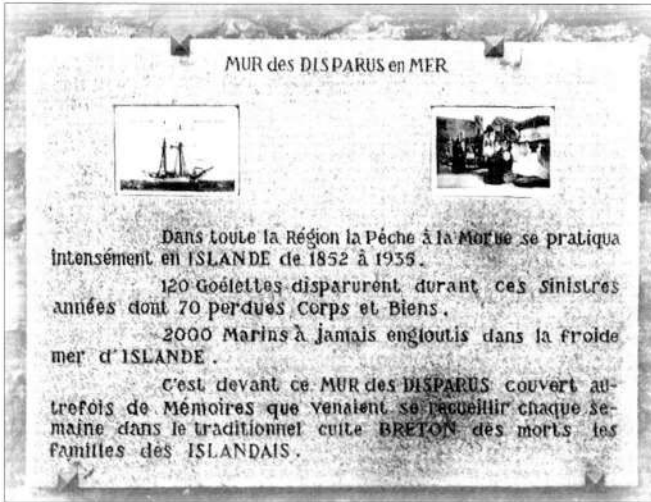 MUR des DISPARUS en MER
Dans toute la Région la Pêche à la Morue se pratiqua
intensément en ISLANDE de 1852 à 1935.
120 Goélettes disparurent durant ces Sinistres
années dont 70 perdues Corps et Biens.
2000 Marins à jamais engloutis dans la froide
mer d'ISLANDE.
C'est devant ce MUR des DISPARUS couvert au-
trefois de Mémoires que venaient se recueillir chaque se-
maine dans le traditionnel culte BRETON des morts les
familles des ISLANDAIS.